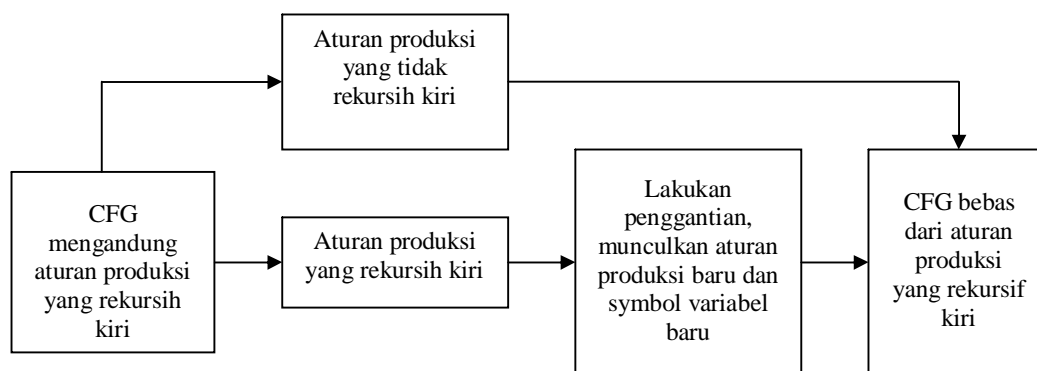 Aturan produksi
yang tidak
rekursih kiri
CFG
mengandung
aturan produksi
yang rekursih
kiri
Aturan produksi
yang rekursih kiri
Lakukan
penggantian,
munculkan aturan
produksi baru dan
symbol variabel
baru
CFG bebas
dari aturan
produksi
yang rekursif
kiri